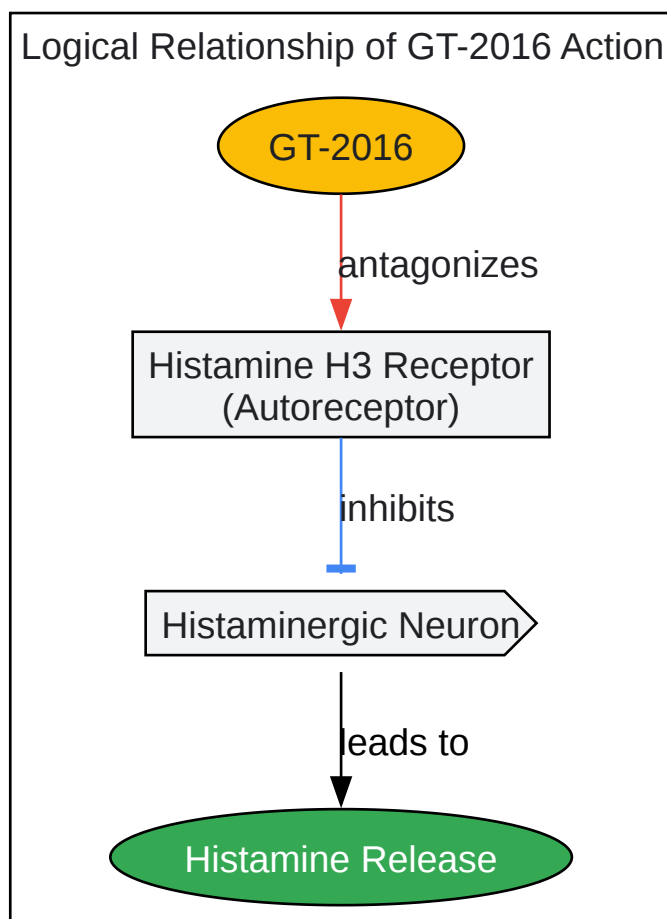 Logical Relationship of GT-2016 Action
GT-2016
antagonizes
Histamine H3 Receptor
(Autoreceptor)
inhibits
Histaminergic Neuron
leads to
Histamine Release